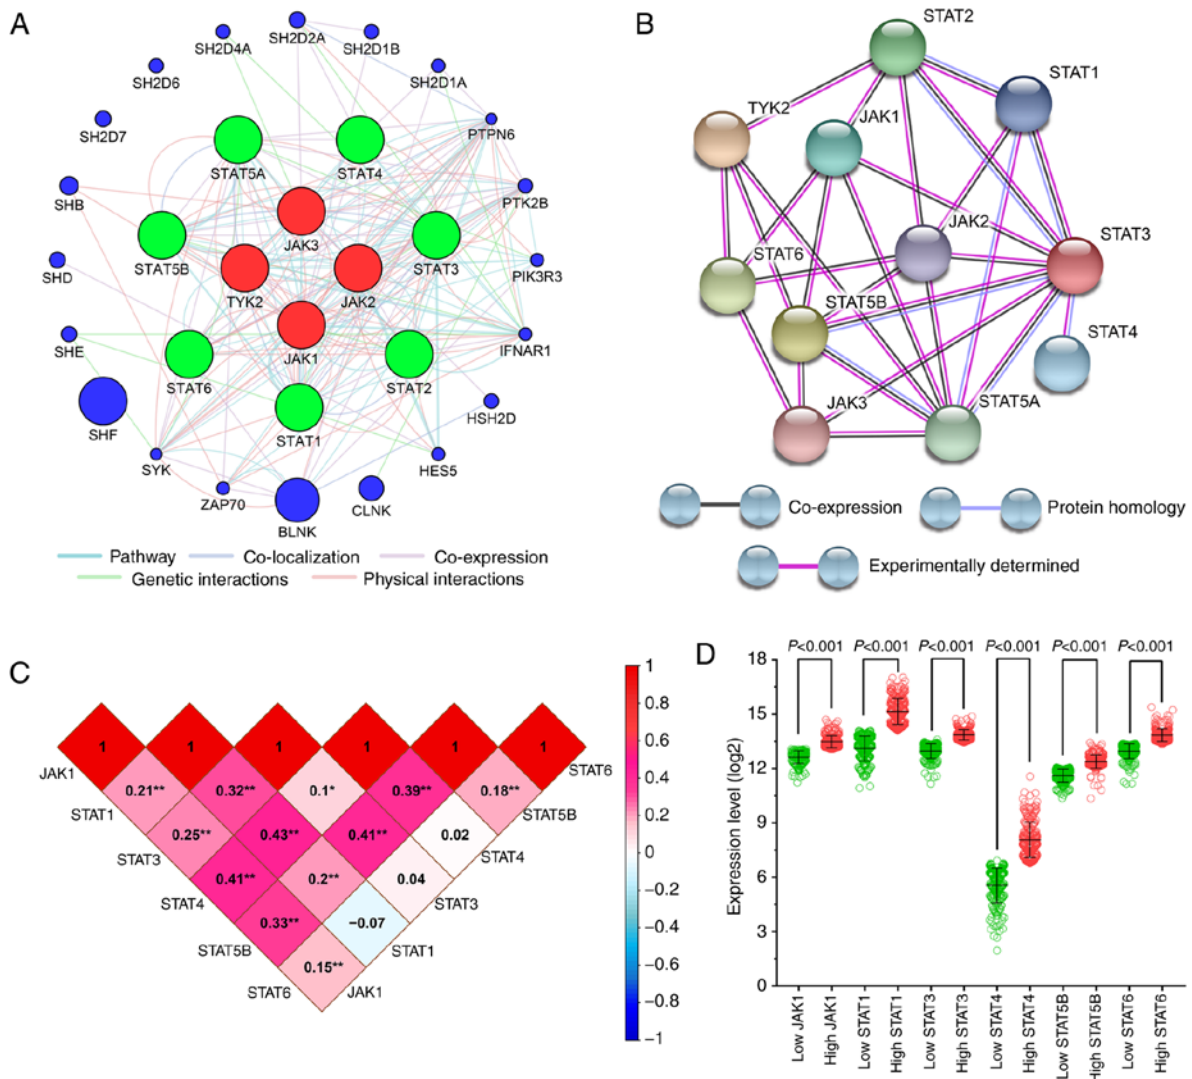 A
SH2D2A
SH2D4A
SH2D1B
SH2D6
SH2D1A
SH2D7
PTPN6
STAT5A
STAT4
SHB
PTK2B
JAK3
STAT5B
STAT3
SHD
TYK2
JAK2
PIK3R3
SHE
JAK1
IFNAR1
STAT6
STAT2
SHF
STAT1
HSH2D
SYK
HES5
ZAP70
BLNK
CLNK
Pathway
Co-localization
Co-expression
Genetic interactions
Physical interactions
B
STAT2
STAT1
TYK2
JAK1
JAK2
STAT3
STAT6
STAT5B
STAT4
JAK3
STAT5A
Co-expression
Protein homology
Experimentally determined
C
1 1 1 1 1 1
JAK1
STAT6
0.21** 0.32** 0.1* 0.39** 0.18**
STAT1
STAT5B
0.25** 0.43** 0.41** 0.02
STAT3
STAT4
0.41** 0.2** 0.04
STAT4
STAT3
0.33** −0.07
STAT5B
STAT1
0.15**
STAT6
JAK1
1
0.8
0.6
0.4
0.2
0
−0.2
−0.4
−0.6
−0.8
−1
D
P<0.001 P<0.001 P<0.001 P<0.001 P<0.001 P<0.001
Expression level (log2)
18
15
12
9
6
3
0
Low JAK1
High JAK1
Low STAT1
High STAT1
Low STAT3
High STAT3
Low STAT4
High STAT4
Low STAT5B
High STAT5B
Low STAT6
High STAT6